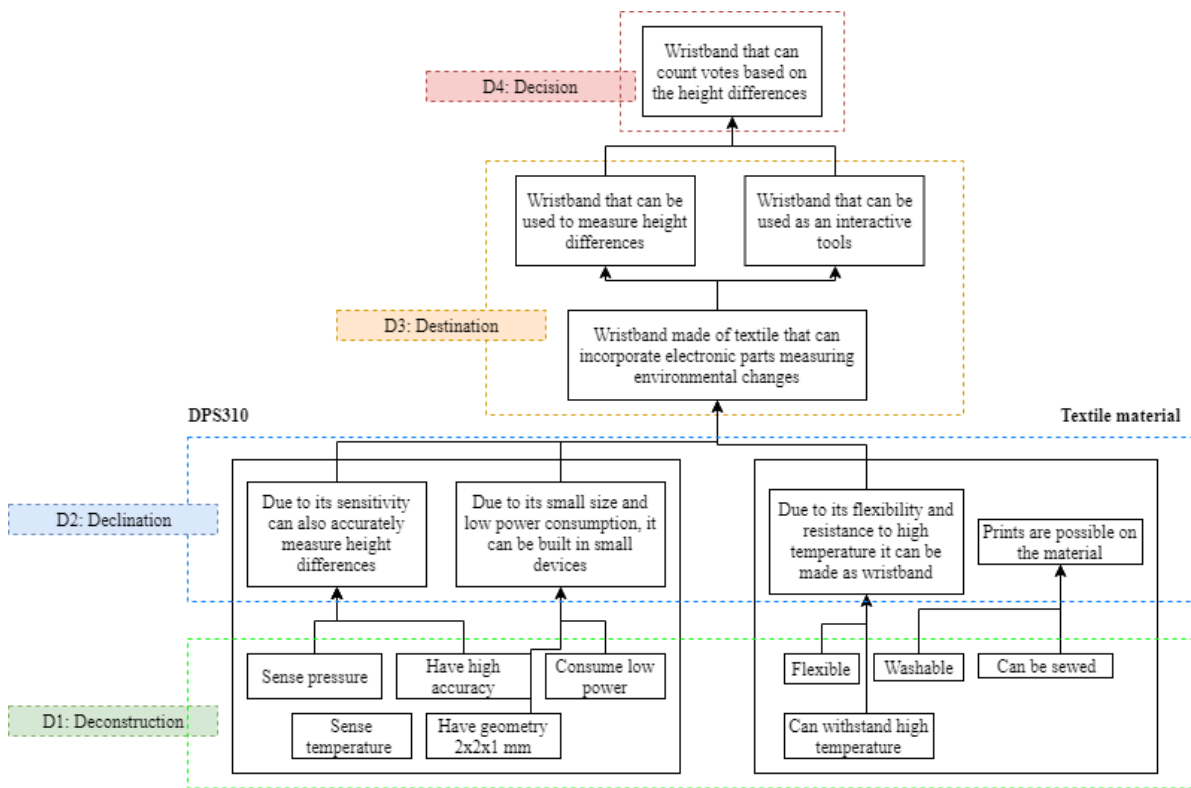 Wristband that can
count votes based on
the height differences
D4: Decision
Wristband that can be
used to measure height
differences
Wristband that can be
used as an interactive
tools
D3: Destination
Wristband made of textile that can
incorporate electronic parts measuring
environmental changes
DPS310
Textile material
D2: Declination
Due to its sensitivity
can also accurately
measure height
differences
Due to its small size and
low power consumption, it
can be built in small
devices
Due to its flexibility and
resistance to high
temperature it can be
made as wristband
Prints are possible on
the material
Sense pressure
Have high
accuracy
Consume low
power
Flexible
Washable
Can be sewed
D1: Deconstruction
Sense
temperature
Have geometry
2x2x1 mm
Can withstand high
temperature